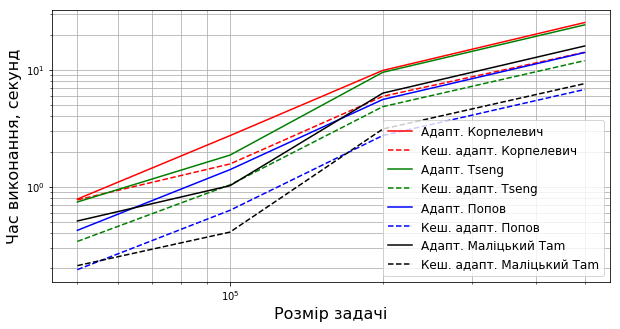 Час виконання, секунд
10¹
10⁰
Адапт. Корпелевич
Кеш. адапт. Корпелевич
Адапт. Tseng
Кеш. адапт. Tseng
Адапт. Попов
Кеш. адапт. Попов
Адапт. Маліцький Tam
Кеш. адапт. Маліцький Tam
10⁵
Розмір задачі